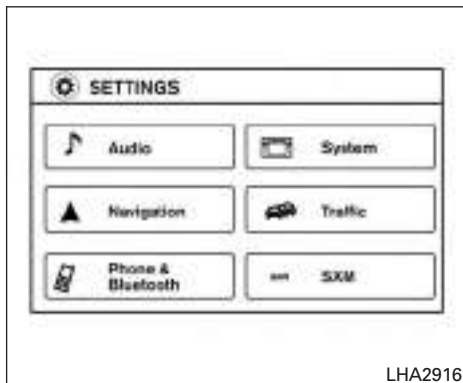 SETTINGS
Audio
System
Navigation
Traffic
Phone &
Bluetooth
SXM
LHA2916